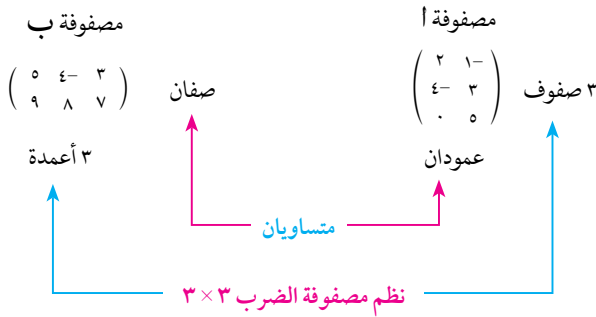 مصفوفة أ
مصفوفة ب
٣ صفوف
−١ ٢
٣ −٤
٥ ٠
صفان
٣ −٤ ٥
٧ ٨ ٩
عمودان
٣ أعمدة
متساويان
نظم مصفوفة الضرب ٣ × ٣